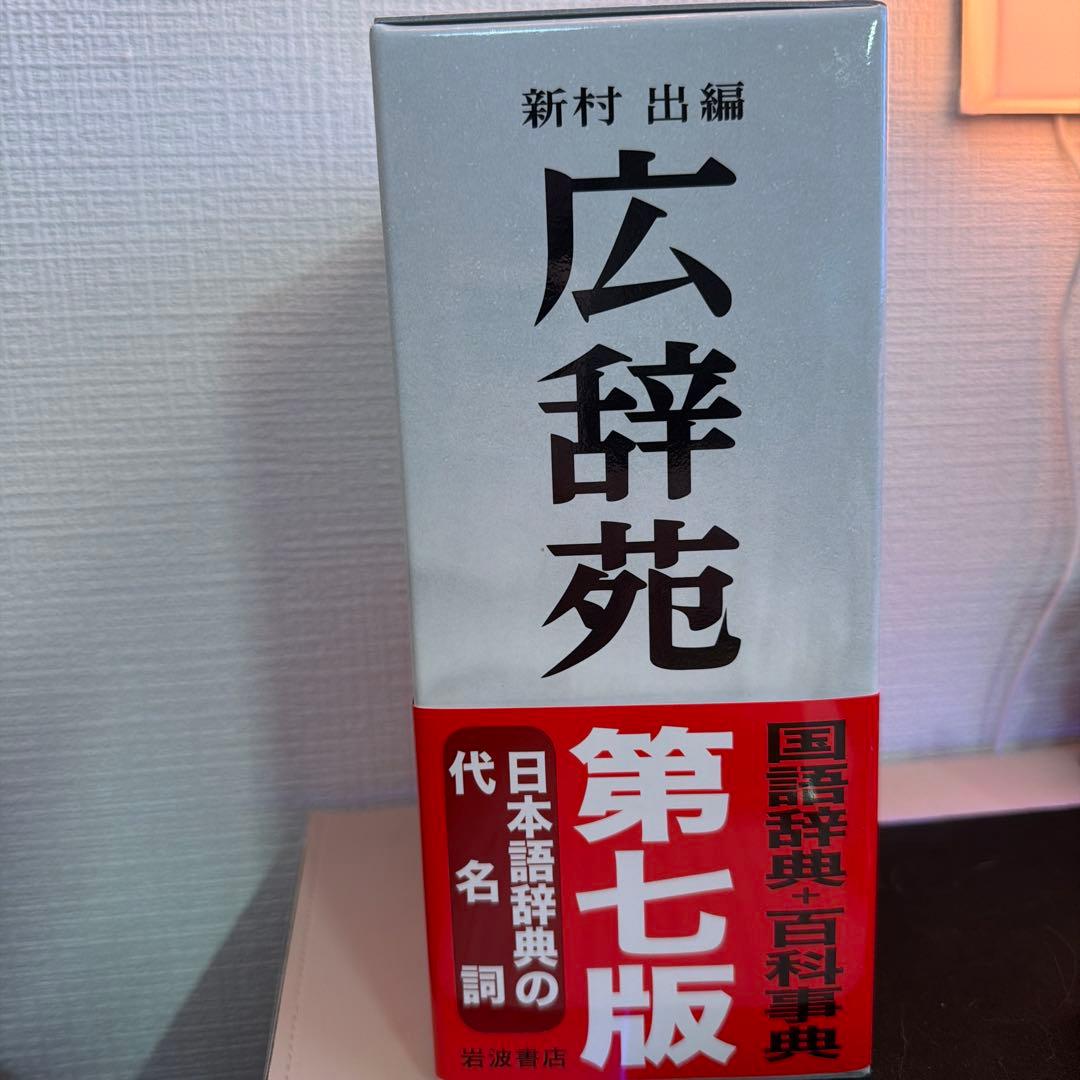 新村 出編
広辞苑
国語辞典+百科事典
第七版
日本語辞典の
代名詞
岩波書店